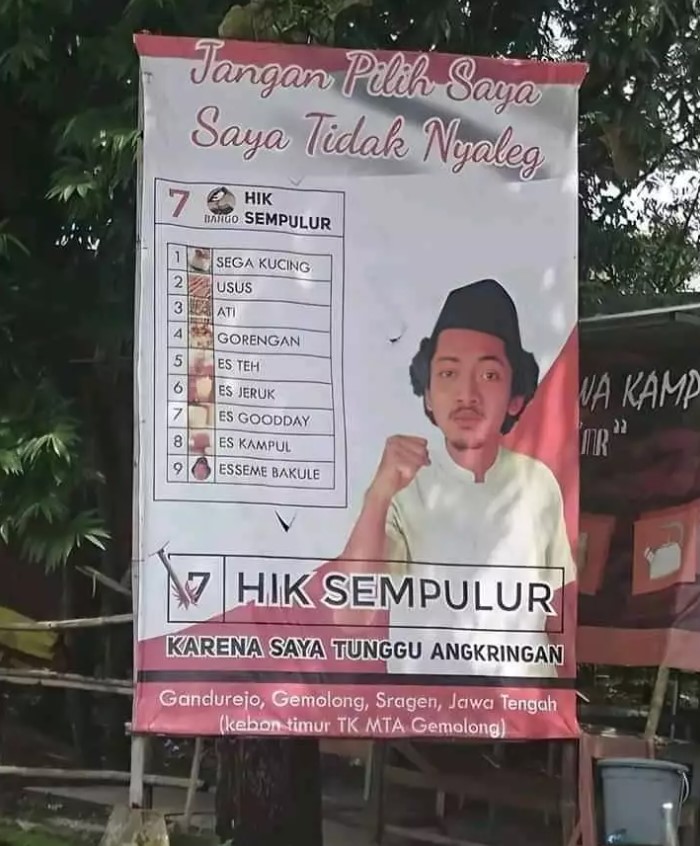 Jangan Pilih Saya
Saya Tidak Nyaleg
7 BANGO HIK SEMPULUR
1 SEGA KUCING
2 USUS
3 ATI
4 GORENGAN
5 ES TEH
6 ES JERUK
7 ES GOODDAY
8 ES KAMPUL
9 ESSEME BAKULE
7 HIK SEMPULUR
KARENA SAYA TUNGGU ANGKRINGAN
Gandurejo, Gemolong, Sragen, Jawa Tengah
(kebon timur TK MTA Gemolong)
WA KAMP
"